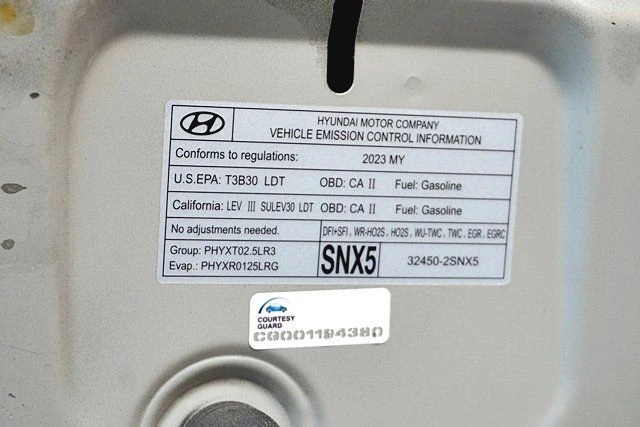 HYUNDAI MOTOR COMPANY
VEHICLE EMISSION CONTROL INFORMATION
Conforms to regulations: 2023 MY
U.S.EPA: T3B30 LDT OBD: CA II Fuel: Gasoline
California: LEV III SULEV30 LDT OBD: CA II Fuel: Gasoline
No adjustments needed. DFI+SFI , WR-HO2S , HO2S , WU-TWC , TWC , EGR , EGRC
Group: PHYXT02.5LR3
Evap.: PHYXR0125LRG
SNX5 32450-2SNX5
COURTESY
GUARD
CG001194380